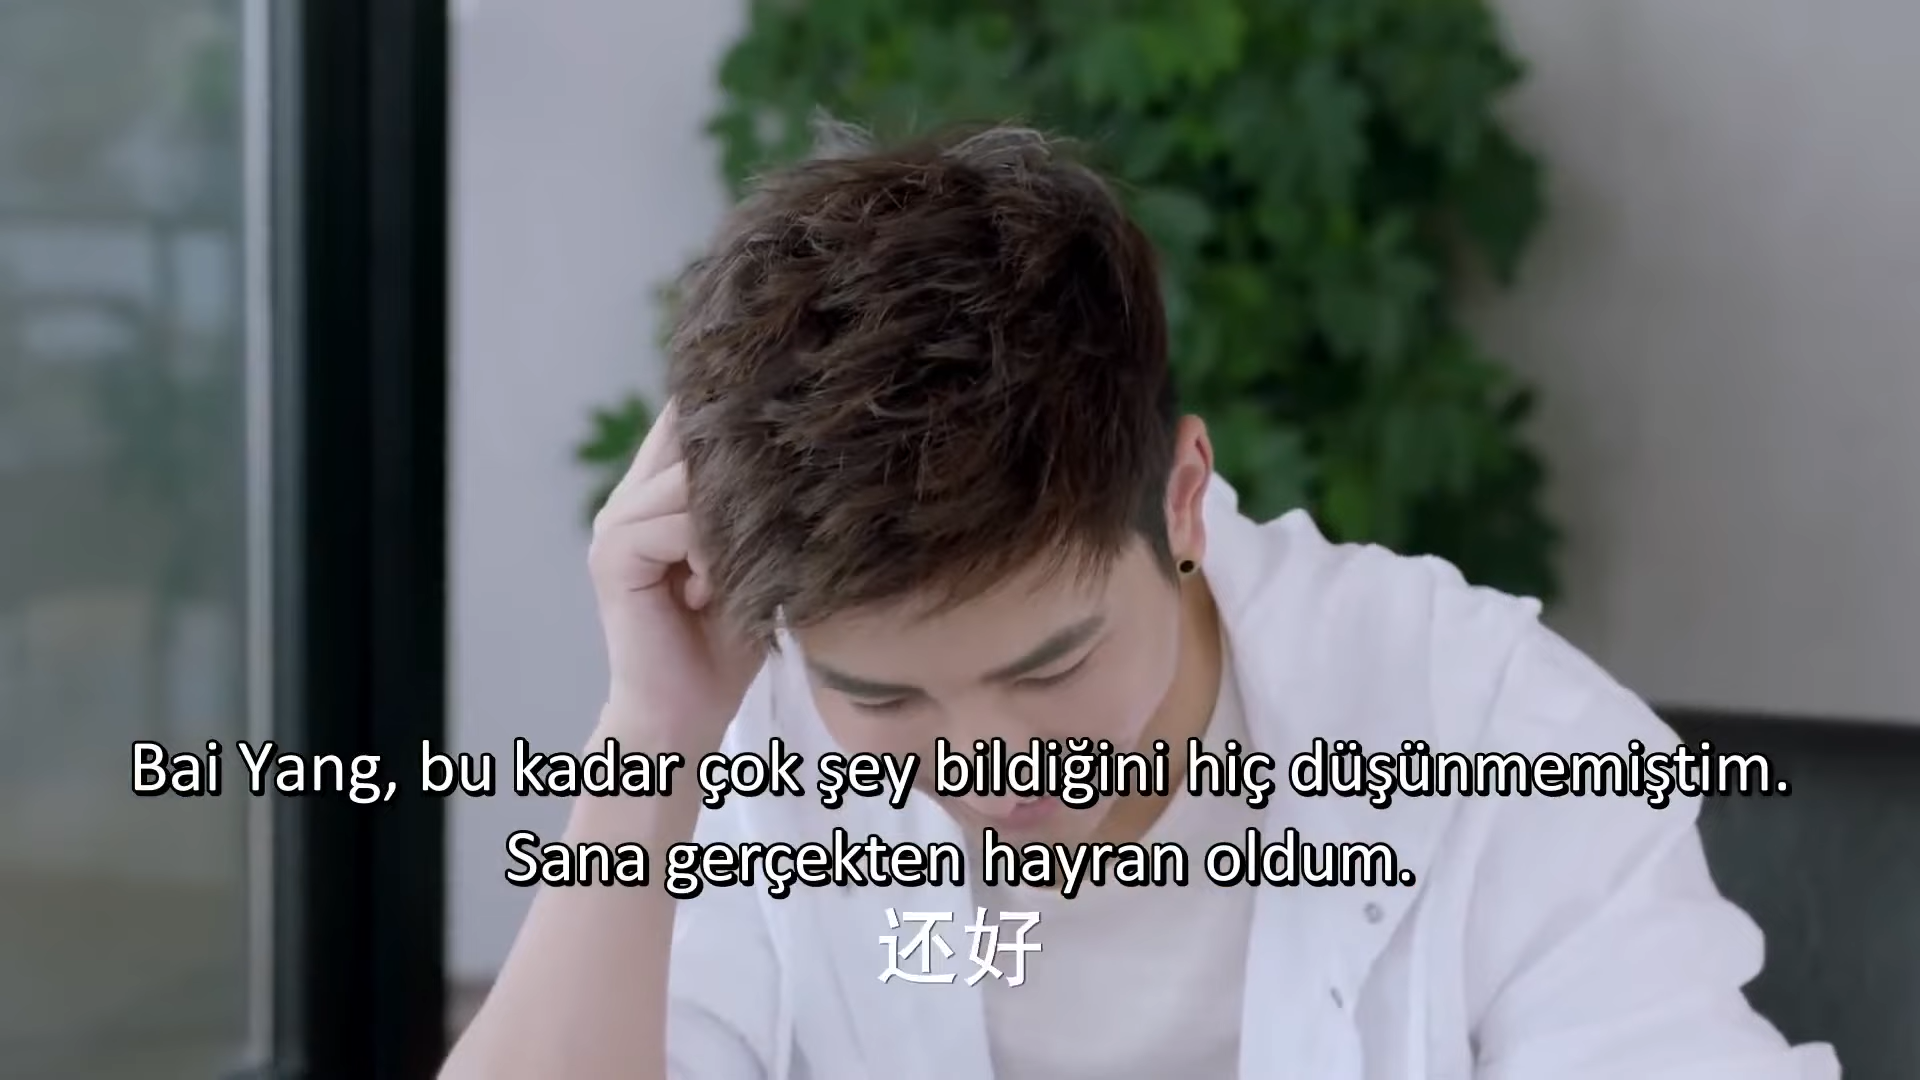 Bai Yang, bu kadar çok şey bildiğini hiç düşünmemiştim.
Sana gerçekten hayran oldum.
还好